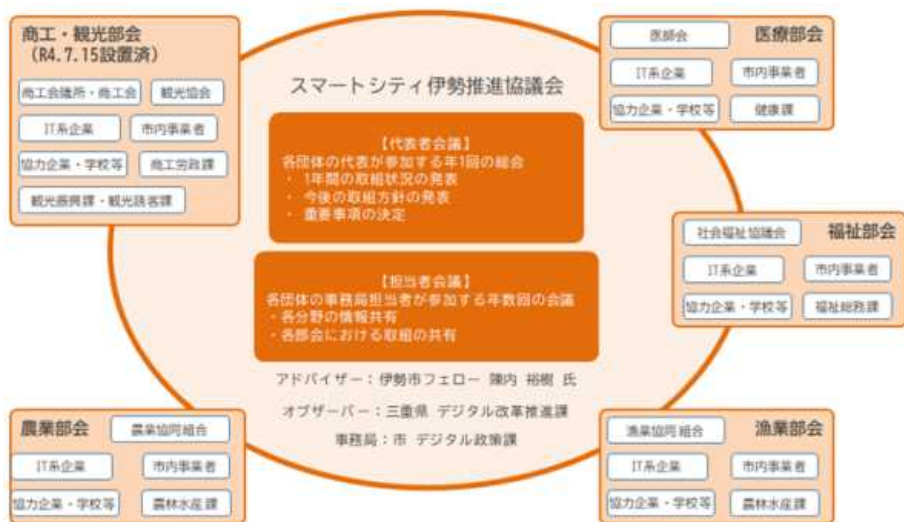 商工・観光部会
(R4.7.15設置済)
商工会議所・商工会
観光協会
IT系企業
市内事業者
協力企業・学校等
商工労政課
観光振興課・観光誘客課
スマートシティ伊勢推進協議会
【代表者会議】
各団体の代表が参加する年1回の総会
・ 1年間の取組状況の発表
・ 今後の取組方針の発表
・ 重要事項の決定
【担当者会議】
各団体の事務局担当者が参加する年数回の会議
・各分野の情報共有
・各部会における取組の共有
アドバイザー：伊勢市フェロー 陳内 裕樹 氏
オブザーバー：三重県 デジタル改革推進課
事務局：市 デジタル政策課
医療部会
医師会
IT系企業
市内事業者
協力企業・学校等
健康課
福祉部会
社会福祉協議会
IT系企業
市内事業者
協力企業・学校等
福祉総務課
農業部会
農業協同組合
IT系企業
市内事業者
協力企業・学校等
農林水産課
漁業部会
漁業協同組合
IT系企業
市内事業者
協力企業・学校等
農林水産課